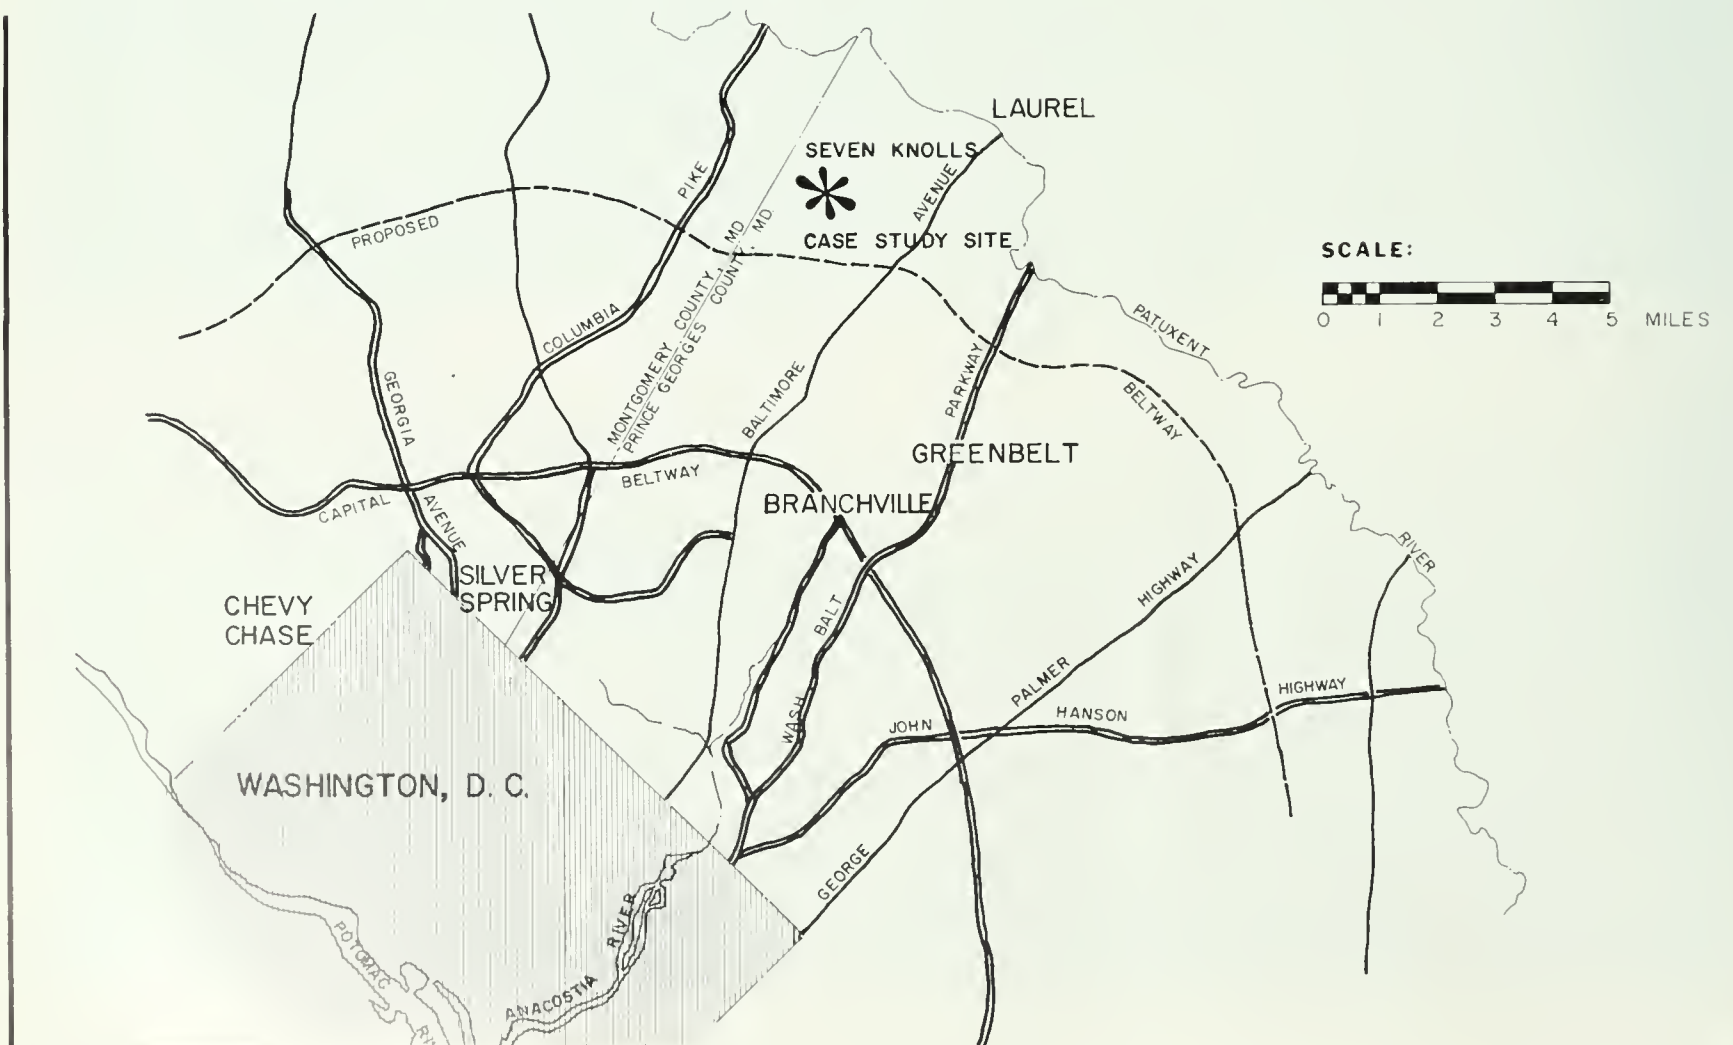 LAUREL
SEVEN KNOLLS
PIKE
AVENUE
PROPOSED
CASE STUDY SITE
MONTGOMERY COUNTY, MD
PRINCE GEORGES COUNTY, MD.
SCALE:
0 1 2 3 4 5 MILES
COLUMBIA
PATUXENT
GEORGIA
BALTIMORE
PARKWAY
BELTWAY
GREENBELT
BELTWAY
CAPITAL
AVENUE
BRANCHVILLE
RIVER
SILVER
SPRING
CHEVY
CHASE
HIGHWAY
BALT
PALMER
HIGHWAY
WASH
JOHN
HANSON
WASHINGTON, D. C.
GEORGE
RIVER
POTOMAC
ANACOSTIA